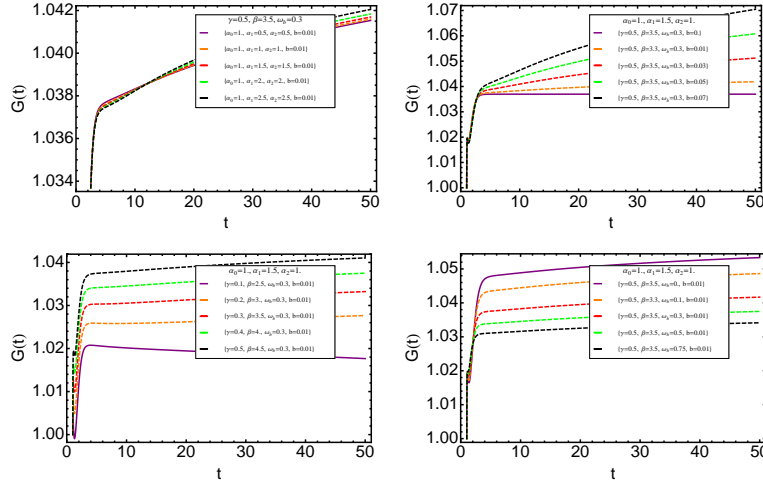 γ=0.5, β=3.5, ω₀=0.3
{α₀=1., α₁=0.5, α₂=0.5, b=0.01}
{α₀=1., α₁=1, α₂=1., b=0.01}
{α₀=1., α₁=1.5, α₂=1.5, b=0.01}
{α₀=1., α₁=2., α₂=2., b=0.01}
{α₀=1., α₁=2.5, α₂=2.5, b=0.01}
1.042
1.040
1.038
1.036
1.034
G(t)
0 10 20 30 40 50
t
α₀=1., α₁=1.5, α₂=1.
{γ=0.5, β=3.5, ω₀=0.3, b=0.}
{γ=0.5, β=3.5, ω₀=0.3, b=0.01}
{γ=0.5, β=3.5, ω₀=0.3, b=0.03}
{γ=0.5, β=3.5, ω₀=0.3, b=0.05}
{γ=0.5, β=3.5, ω₀=0.3, b=0.07}
1.07
1.06
1.05
1.04
1.03
1.02
1.01
1.00
G(t)
0 10 20 30 40 50
t
α₀=1., α₁=1.5, α₂=1.
{γ=0.1, β=2.5, ω₀=0.3, b=0.01}
{γ=0.2, β=3., ω₀=0.3, b=0.01}
{γ=0.3, β=3.5, ω₀=0.3, b=0.01}
{γ=0.4, β=4., ω₀=0.3, b=0.01}
{γ=0.5, β=4.5, ω₀=0.3, b=0.01}
1.04
1.03
1.02
1.01
1.00
G(t)
0 10 20 30 40 50
t
α₀=1., α₁=1.5, α₂=1.
{γ=0.5, β=3.5, ω₀=0., b=0.01}
{γ=0.5, β=3.3, ω₀=0.1, b=0.01}
{γ=0.5, β=3.5, ω₀=0.3, b=0.01}
{γ=0.5, β=3.5, ω₀=0.5, b=0.01}
{γ=0.5, β=3.5, ω₀=0.75, b=0.01}
1.05
1.04
1.03
1.02
1.01
1.00
G(t)
0 10 20 30 40 50
t